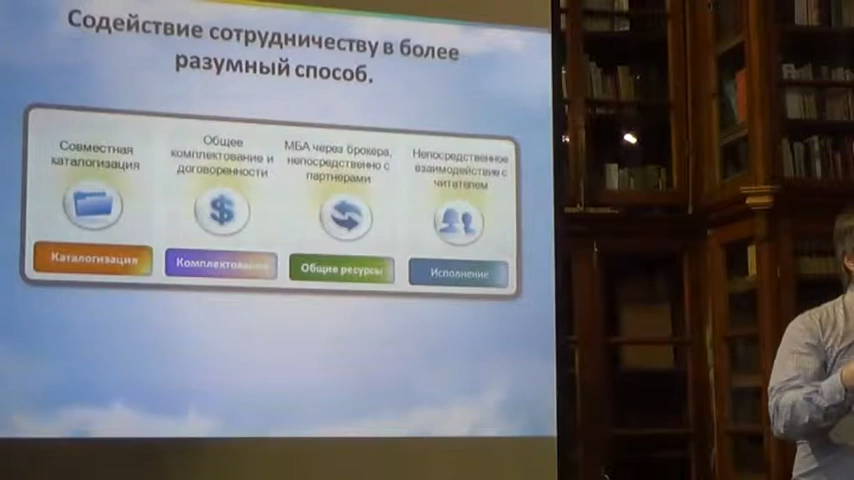 Содействие сотрудничеству в более
разумный способ.
Совместная
каталогизация
Общее
комплектование и
договоренности
МБА через брокера,
непосредственно с
партнерами
Непосредственное
взаимодействие с
читателем
Каталогизация
Комплектование
Общие ресурсы
Исполнение